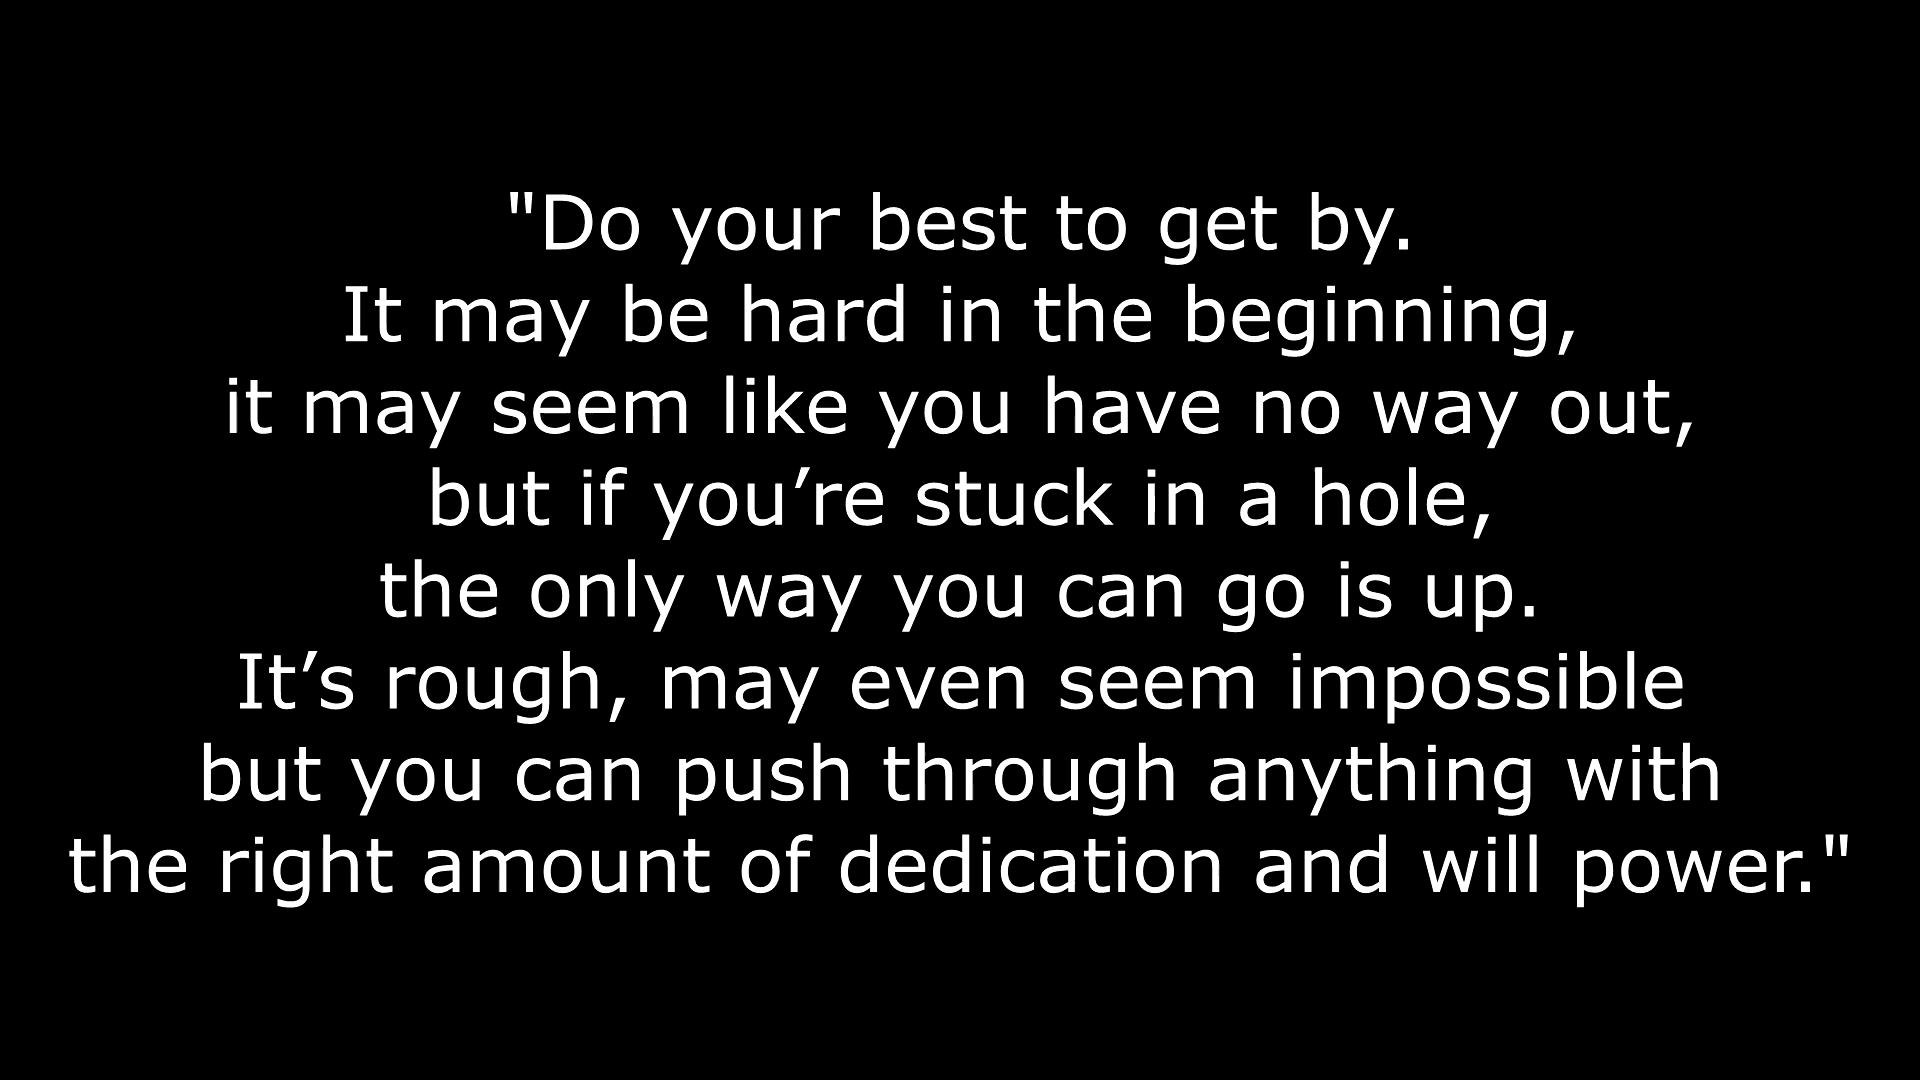 "Do your best to get by.
It may be hard in the beginning,
it may seem like you have no way out,
but if you’re stuck in a hole,
the only way you can go is up.
It’s rough, may even seem impossible
but you can push through anything with
the right amount of dedication and will power."